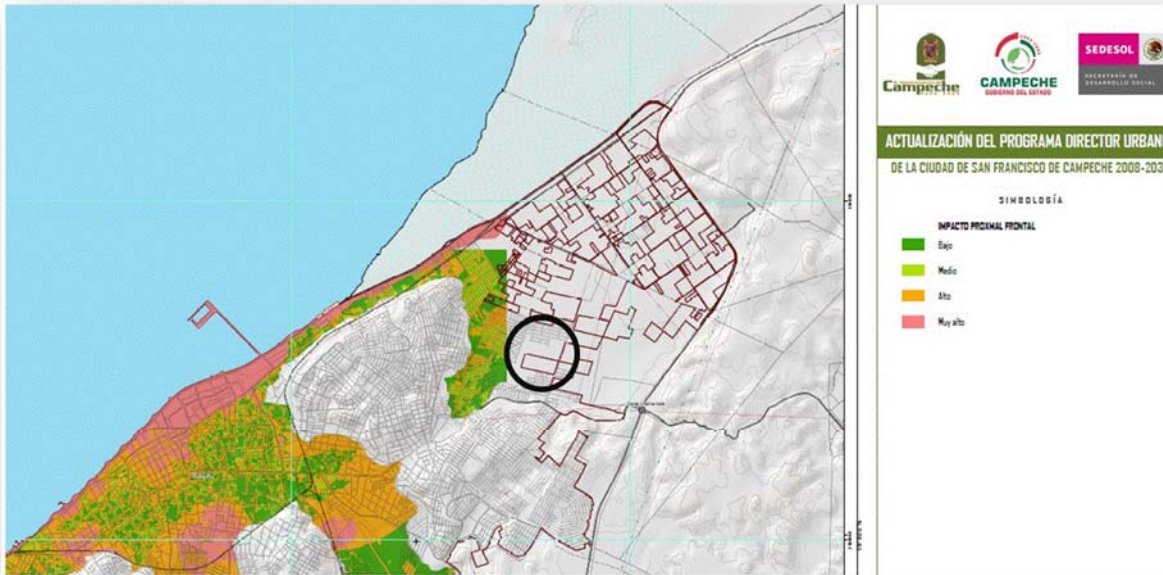 Campeche
CAMPECHE
GOBIERNO DEL ESTADO
SEDESOL
SECRETARÍA DE
DESARROLLO SOCIAL
ACTUALIZACIÓN DEL PROGRAMA DIRECTOR URBAN
DE LA CIUDAD DE SAN FRANCISCO DE CAMPECHE 2008-203
SIMBOLOGÍA
IMPACTO PROXIMAL FRONTAL
Bajo
Medio
Alto
Muy alto